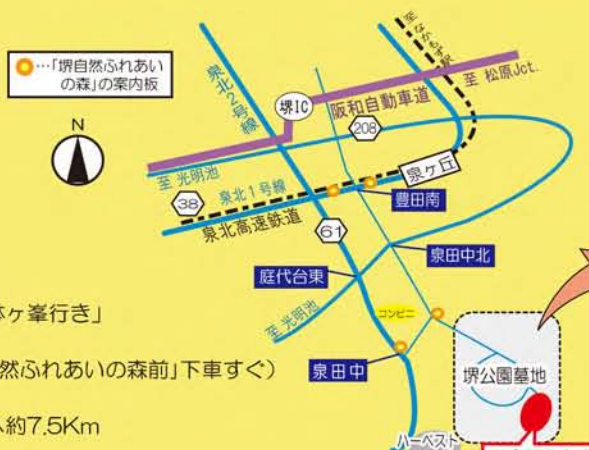 …「堺自然ふれあい
の森」の案内板
N
泉北2号線
至 なかもず駅
堺IC
阪和自動車道
至 松原Jct.
208
至 光明池
泉ヶ丘
38
泉北1号線
豊田南
泉北高速鉄道
61
泉田中北
庭代台東
ヶ峯行き」
至 光明池
コンビニ
然ふれあいの森前」下車すぐ)
泉田中
堺公園墓地
約7.5Km
ハーベスト